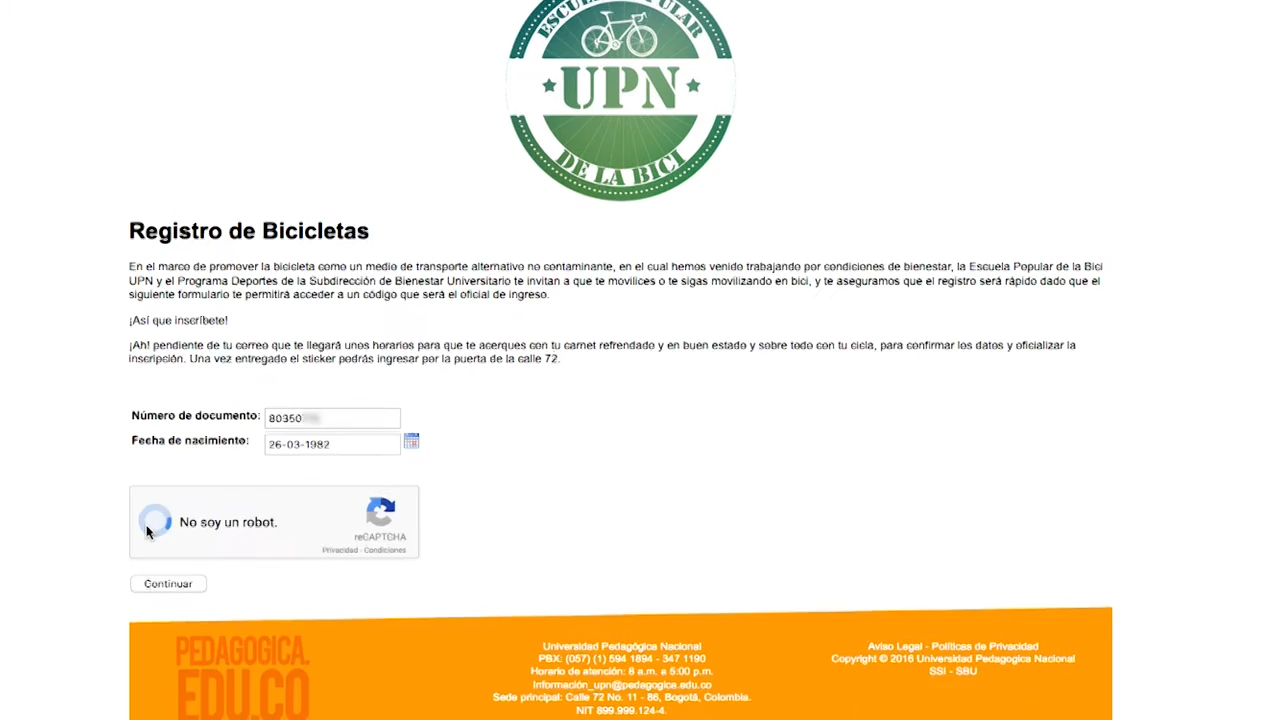 ESCUELA POPULAR
UPN
DE LA BICI
Registro de Bicicletas
En el marco de promover la bicicleta como un medio de transporte alternativo no contaminante, en el cual hemos venido trabajando por condiciones de bienestar, la Escuela Popular de la Bici
UPN y el Programa Deportes de la Subdirección de Bienestar Universitario te invitan a que te movilices o te sigas movilizando en bici, y te aseguramos que el registro será rápido dado que el
siguiente formulario te permitirá acceder a un código que será el oficial de ingreso.
¡Así que inscríbete!
¡Ah! pendiente de tu correo que te llegará unos horarios para que te acerques con tu carnet refrendado y en buen estado y sobre todo con tu cicla, para confirmar los datos y oficializar la
inscripción. Una vez entregado el sticker podrás ingresar por la puerta de la calle 72.
Número de documento: 80350
Fecha de nacimiento: 26-03-1982
No soy un robot.
reCAPTCHA
Privacidad - Condiciones
Continuar
PEDAGOGICA.
EDU.CO
Universidad Pedagógica Nacional
PBX: (057) (1) 594 1894 - 347 1190
Horario de atención: 8 a.m. a 5:00 p.m.
Información_upn@pedagogica.edu.co
Sede principal: Calle 72 No. 11 - 86, Bogotá, Colombia.
NIT 899.999.124-4.
Aviso Legal - Políticas de Privacidad
Copyright © 2016 Universidad Pedagogica Nacional
SSI - SBU